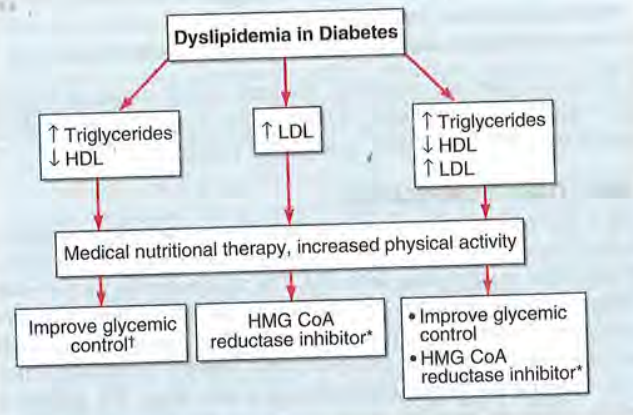 Dyslipidemia in Diabetes
↑ Triglycerides
↓ HDL
↑ LDL
↑ Triglycerides
↓ HDL
↑ LDL
Medical nutritional therapy, increased physical activity
Improve glycemic
control†
HMG CoA
reductase inhibitor*
• Improve glycemic
control
• HMG CoA
reductase inhibitor*